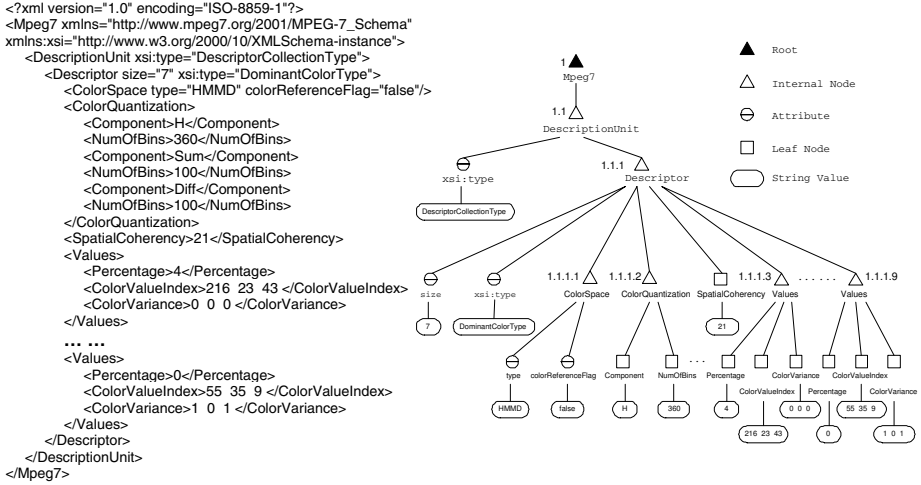 <?xml version="1.0" encoding="ISO-8859-1"?>
<Mpeg7 xmlns="http://www.mpeg7.org/2001/MPEG-7_Schema"
xmlns:xsi="http://www.w3.org/2000/10/XMLSchema-instance">
<DescriptionUnit xsi:type="DescriptorCollectionType">
<Descriptor size="7" xsi:type="DominantColorType">
<ColorSpace type="HMMD" colorReferenceFlag="false"/>
<ColorQuantization>
<Component>H</Component>
<NumOfBins>360</NumOfBins>
<Component>Sum</Component>
<NumOfBins>100</NumOfBins>
<Component>Diff</Component>
<NumOfBins>100</NumOfBins>
</ColorQuantization>
<SpatialCoherency>21</SpatialCoherency>
<Values>
<Percentage>4</Percentage>
<ColorValueIndex>216 23 43 </ColorValueIndex>
<ColorVariance>0 0 0 </ColorVariance>
</Values>
... ...
<Values>
<Percentage>0</Percentage>
<ColorValueIndex>55 35 9 </ColorValueIndex>
<ColorVariance>1 0 1 </ColorVariance>
</Values>
</Descriptor>
</DescriptionUnit>
</Mpeg7>
1
Mpeg7
1.1
DescriptionUnit
xsi:type
1.1.1
Descriptor
DescriptorCollectionType
Root
Internal Node
Attribute
Leaf Node
String Value
1.1.1.1 1.1.1.2 1.1.1.3 ...... 1.1.1.9
size xsi:type ColorSpace ColorQuantization SpatialCoherency Values Values
7 DominantColorType 21
...
type colorReferenceFlag Component NumOfBins Percentage ColorVariance ColorValueIndex
ColorValueIndex Percentage ColorVariance
HMMD false H 360 4 0 0 0 55 35 9
216 23 43 0 1 0 1